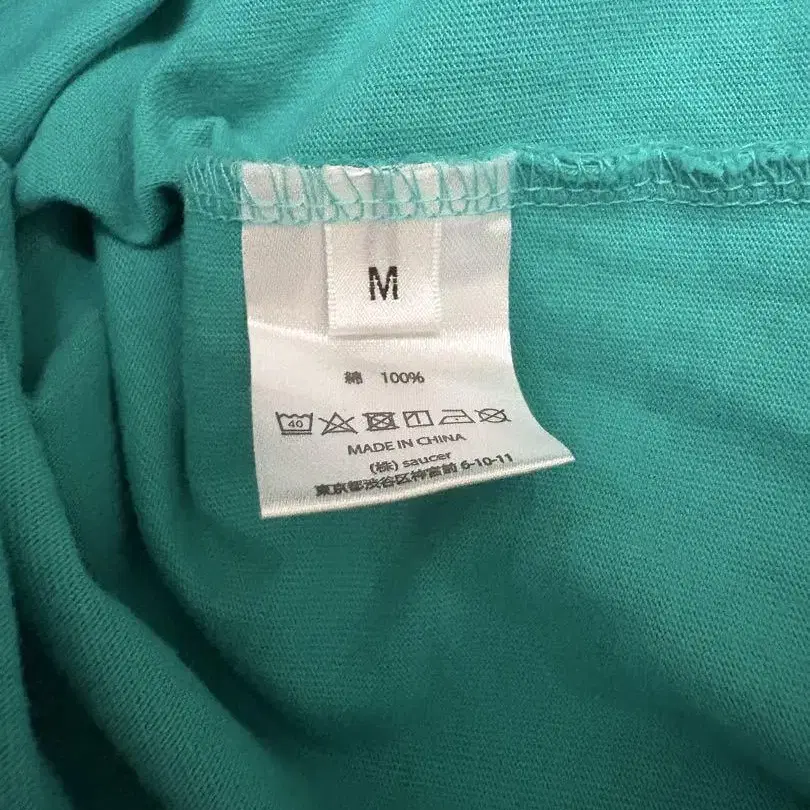 M
綿 100%
40
MADE IN CHINA
(株) saucer
東京都渋谷区神宮前 6-10-11